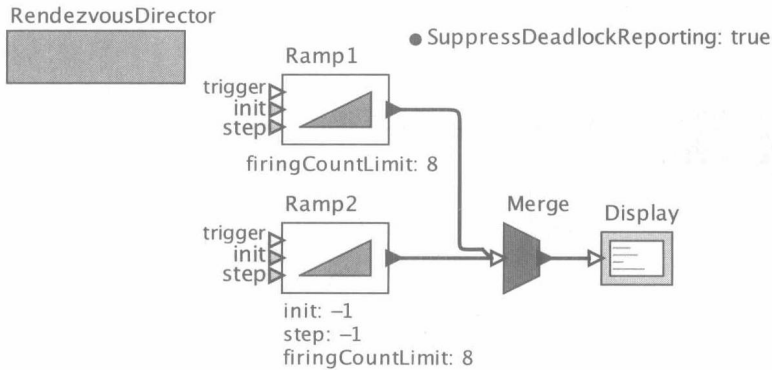 RendezvousDirector
SuppressDeadlockReporting: true
Ramp1
trigger
init
step
firingCountLimit: 8
Ramp2
trigger
init
step
init: –1
step: –1
firingCountLimit: 8
Merge
Display